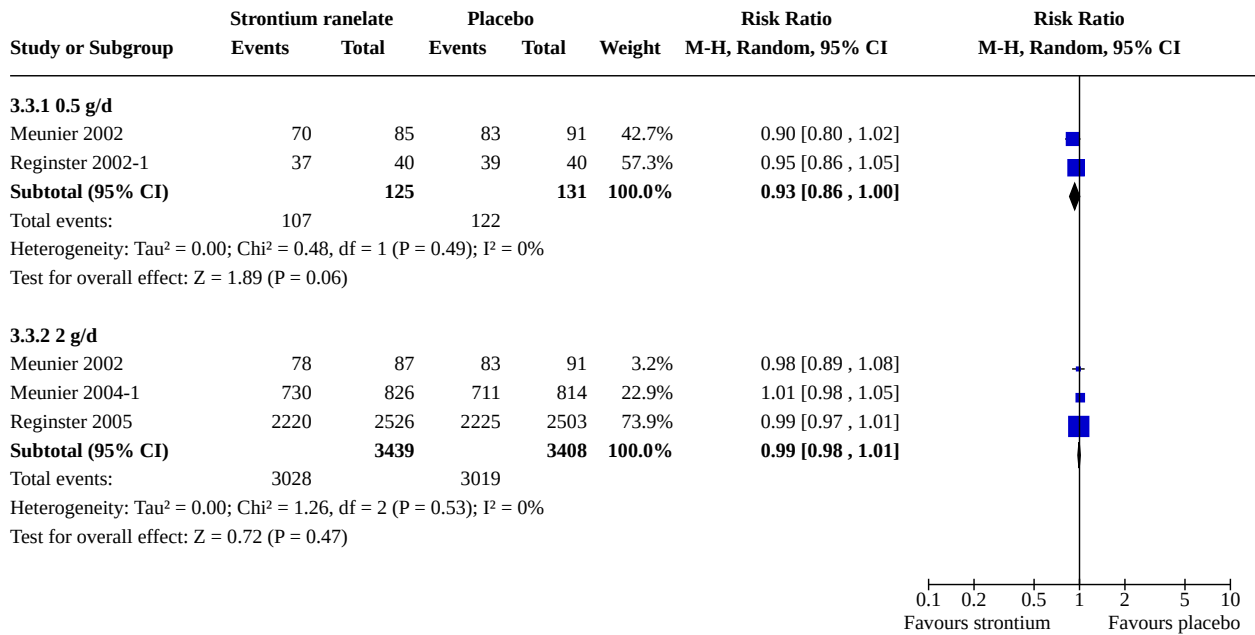 Strontium ranelate Placebo Risk Ratio Risk Ratio
Study or Subgroup Events Total Events Total Weight M-H, Random, 95% CI M-H, Random, 95% CI
3.3.1 0.5 g/d
Meunier 2002 70 85 83 91 42.7% 0.90 [0.80 , 1.02]
Reginster 2002-1 37 40 39 40 57.3% 0.95 [0.86 , 1.05]
Subtotal (95% CI) 125 131 100.0% 0.93 [0.86 , 1.00]
Total events: 107 122
Heterogeneity: Tau² = 0.00; Chi² = 0.48, df = 1 (P = 0.49); I² = 0%
Test for overall effect: Z = 1.89 (P = 0.06)
3.3.2 2 g/d
Meunier 2002 78 87 83 91 3.2% 0.98 [0.89 , 1.08]
Meunier 2004-1 730 826 711 814 22.9% 1.01 [0.98 , 1.05]
Reginster 2005 2220 2526 2225 2503 73.9% 0.99 [0.97 , 1.01]
Subtotal (95% CI) 3439 3408 100.0% 0.99 [0.98 , 1.01]
Total events: 3028 3019
Heterogeneity: Tau² = 0.00; Chi² = 1.26, df = 2 (P = 0.53); I² = 0%
Test for overall effect: Z = 0.72 (P = 0.47)
0.1 0.2 0.5 1 2 5 10
Favours strontium Favours placebo